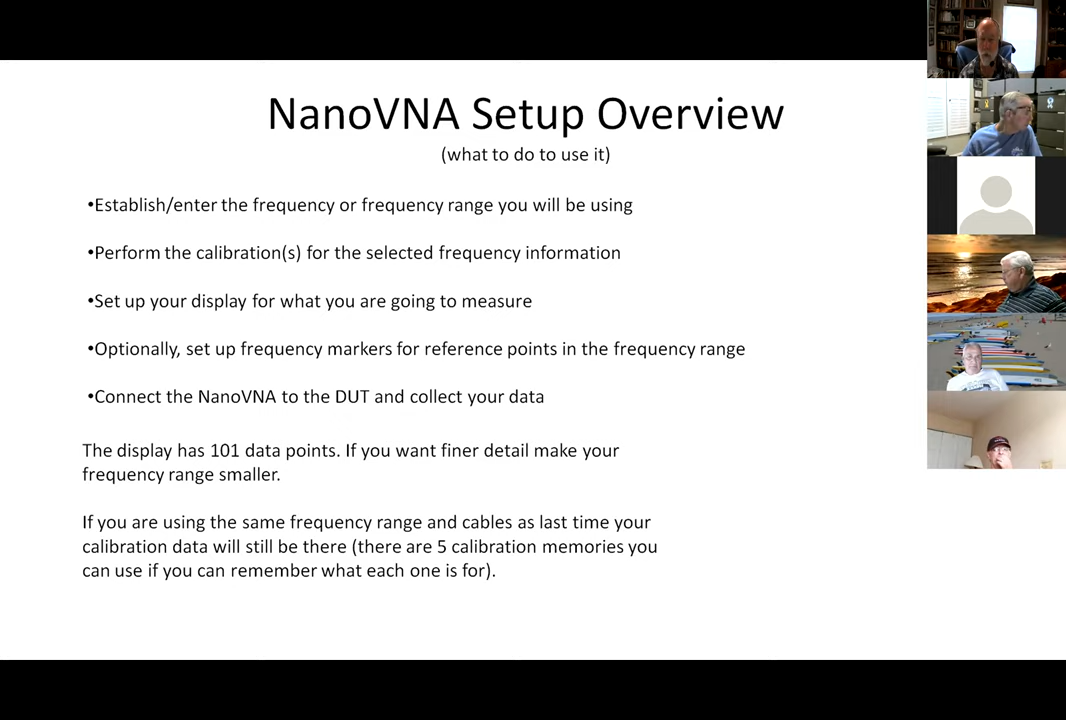 NanoVNA Setup Overview
(what to do to use it)
•Establish/enter the frequency or frequency range you will be using
•Perform the calibration(s) for the selected frequency information
•Set up your display for what you are going to measure
•Optionally, set up frequency markers for reference points in the frequency range
•Connect the NanoVNA to the DUT and collect your data
The display has 101 data points. If you want finer detail make your
frequency range smaller.
If you are using the same frequency range and cables as last time your
calibration data will still be there (there are 5 calibration memories you
can use if you can remember what each one is for).